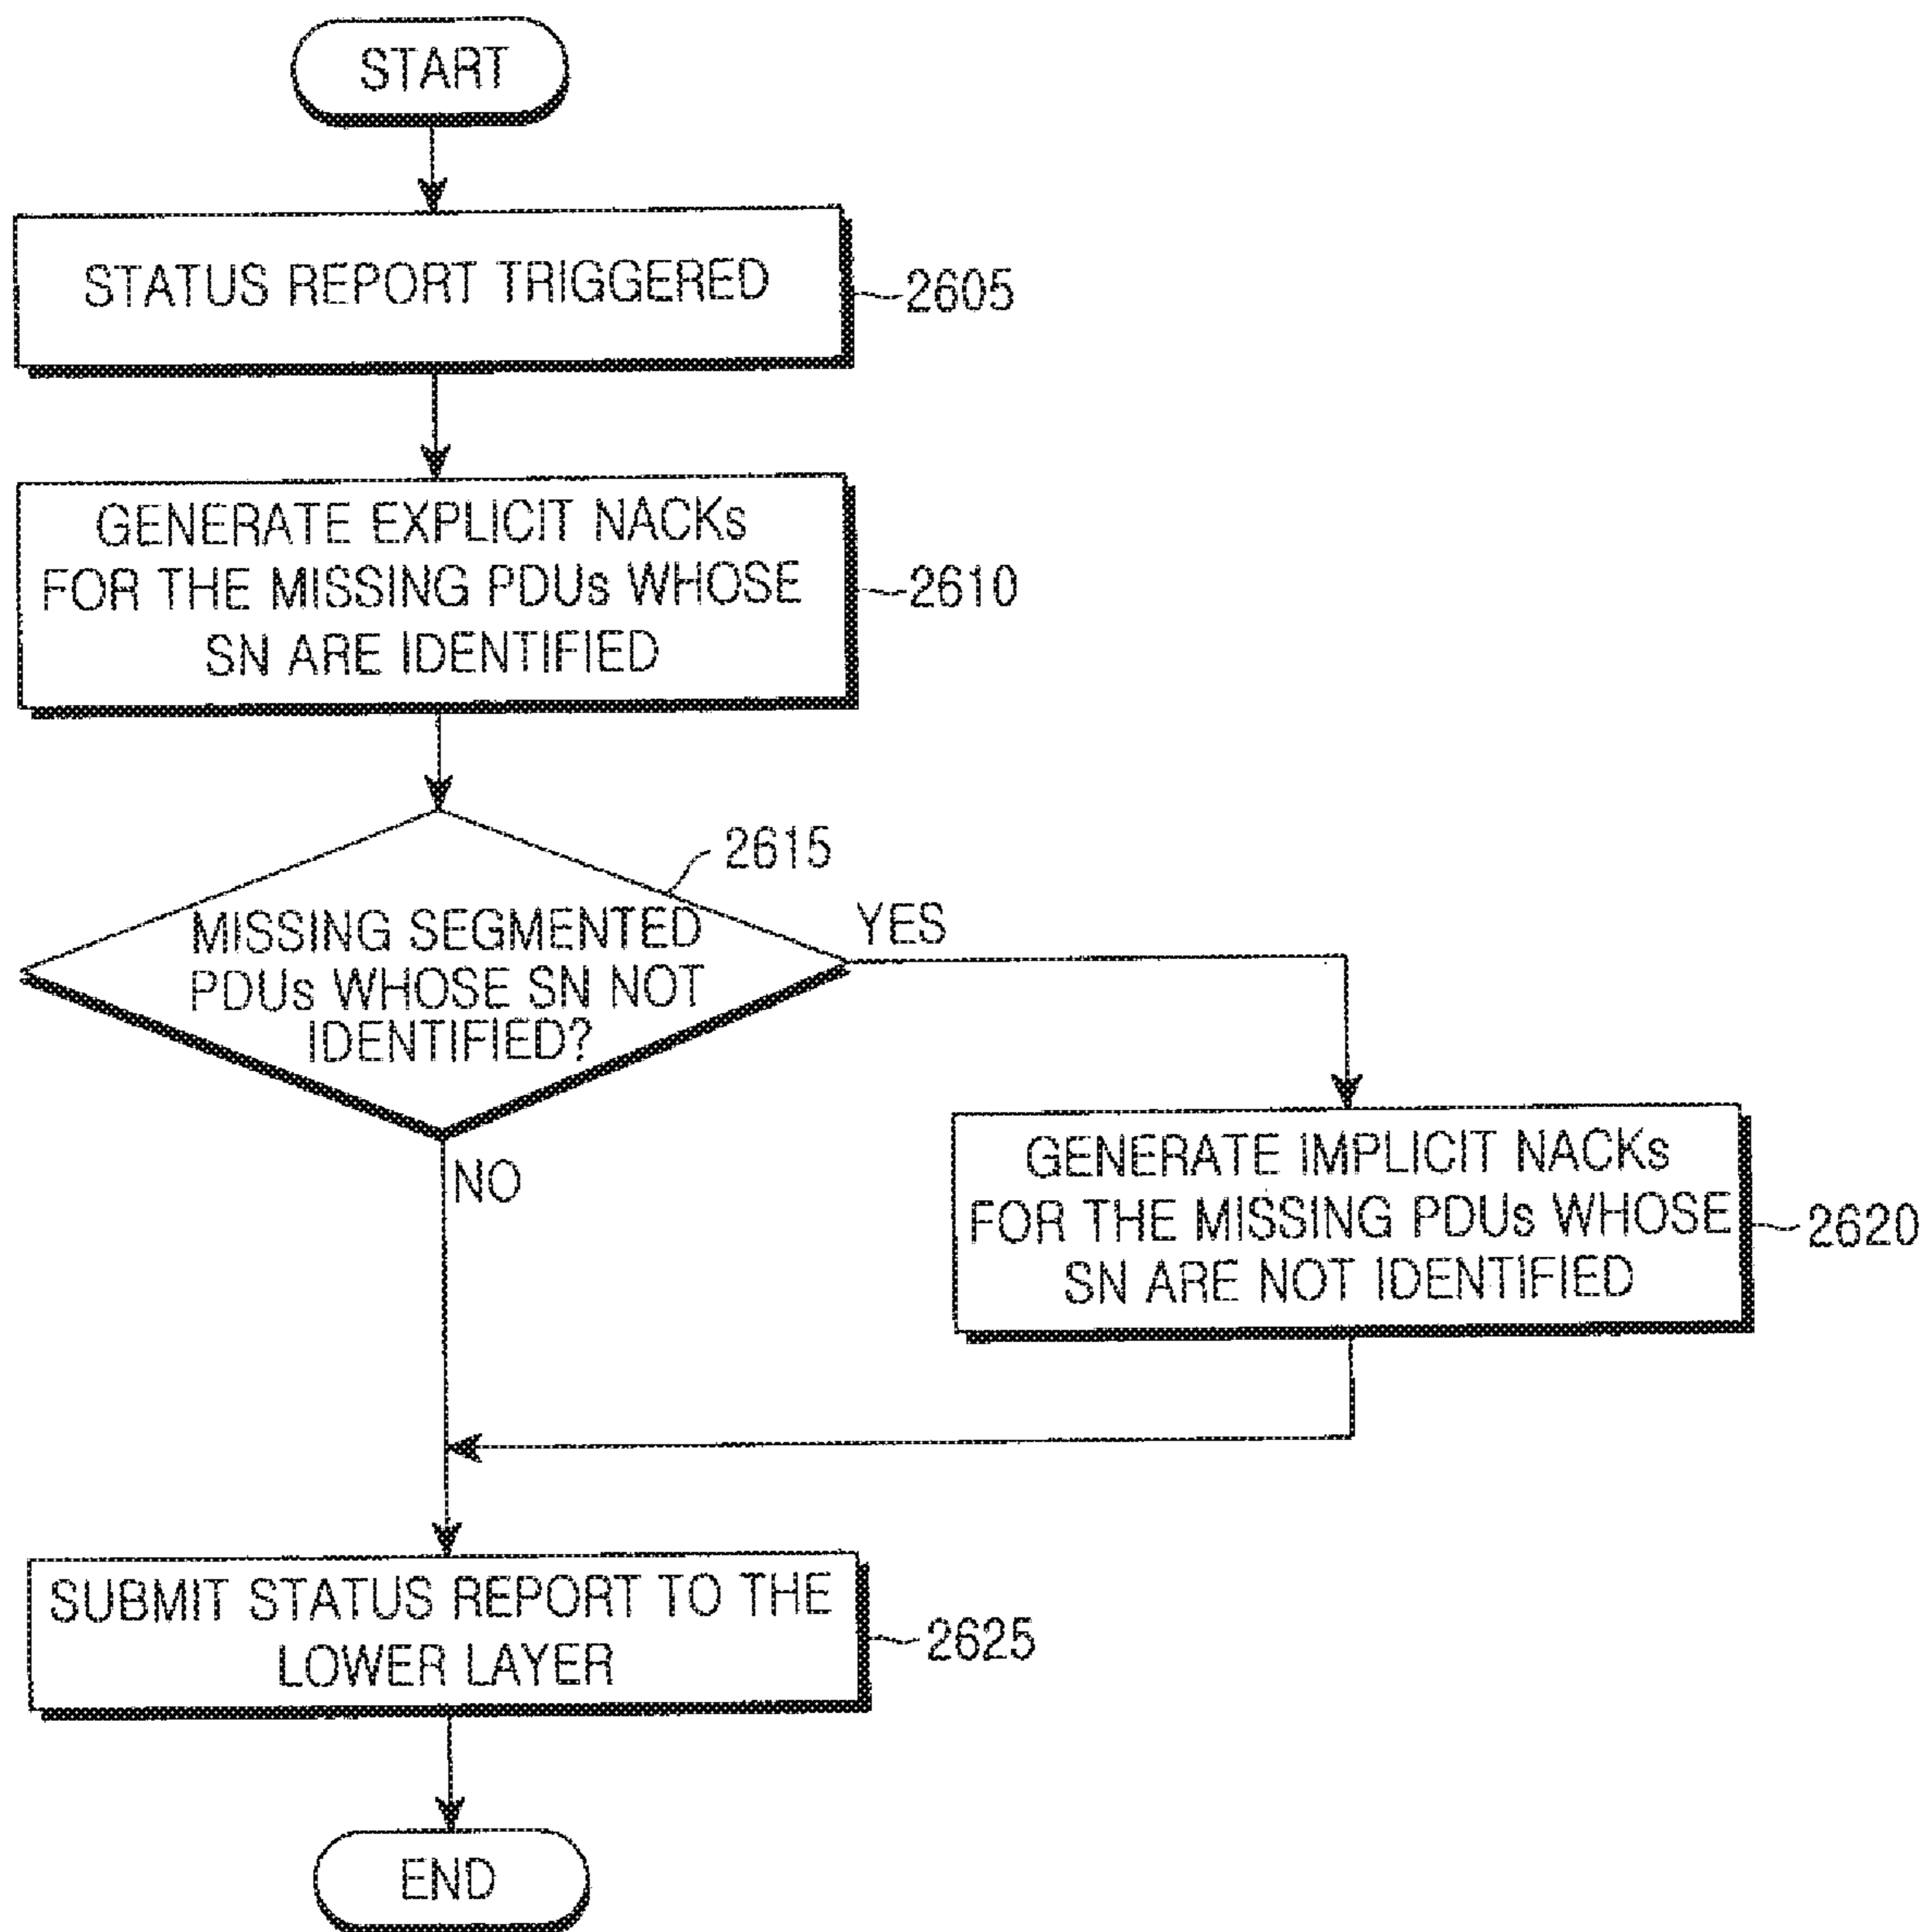 START
STATUS REPORT TRIGGERED
2605
GENERATE EXPLICIT NACKs
FOR THE MISSING PDUs WHOSE
SN ARE IDENTIFIED
2610
2615
MISSING SEGMENTED
PDUs WHOSE SN NOT
IDENTIFIED?
YES
NO
GENERATE IMPLICIT NACKs
FOR THE MISSING PDUs WHOSE
SN ARE NOT IDENTIFIED
2620
SUBMIT STATUS REPORT TO THE
LOWER LAYER
2625
END